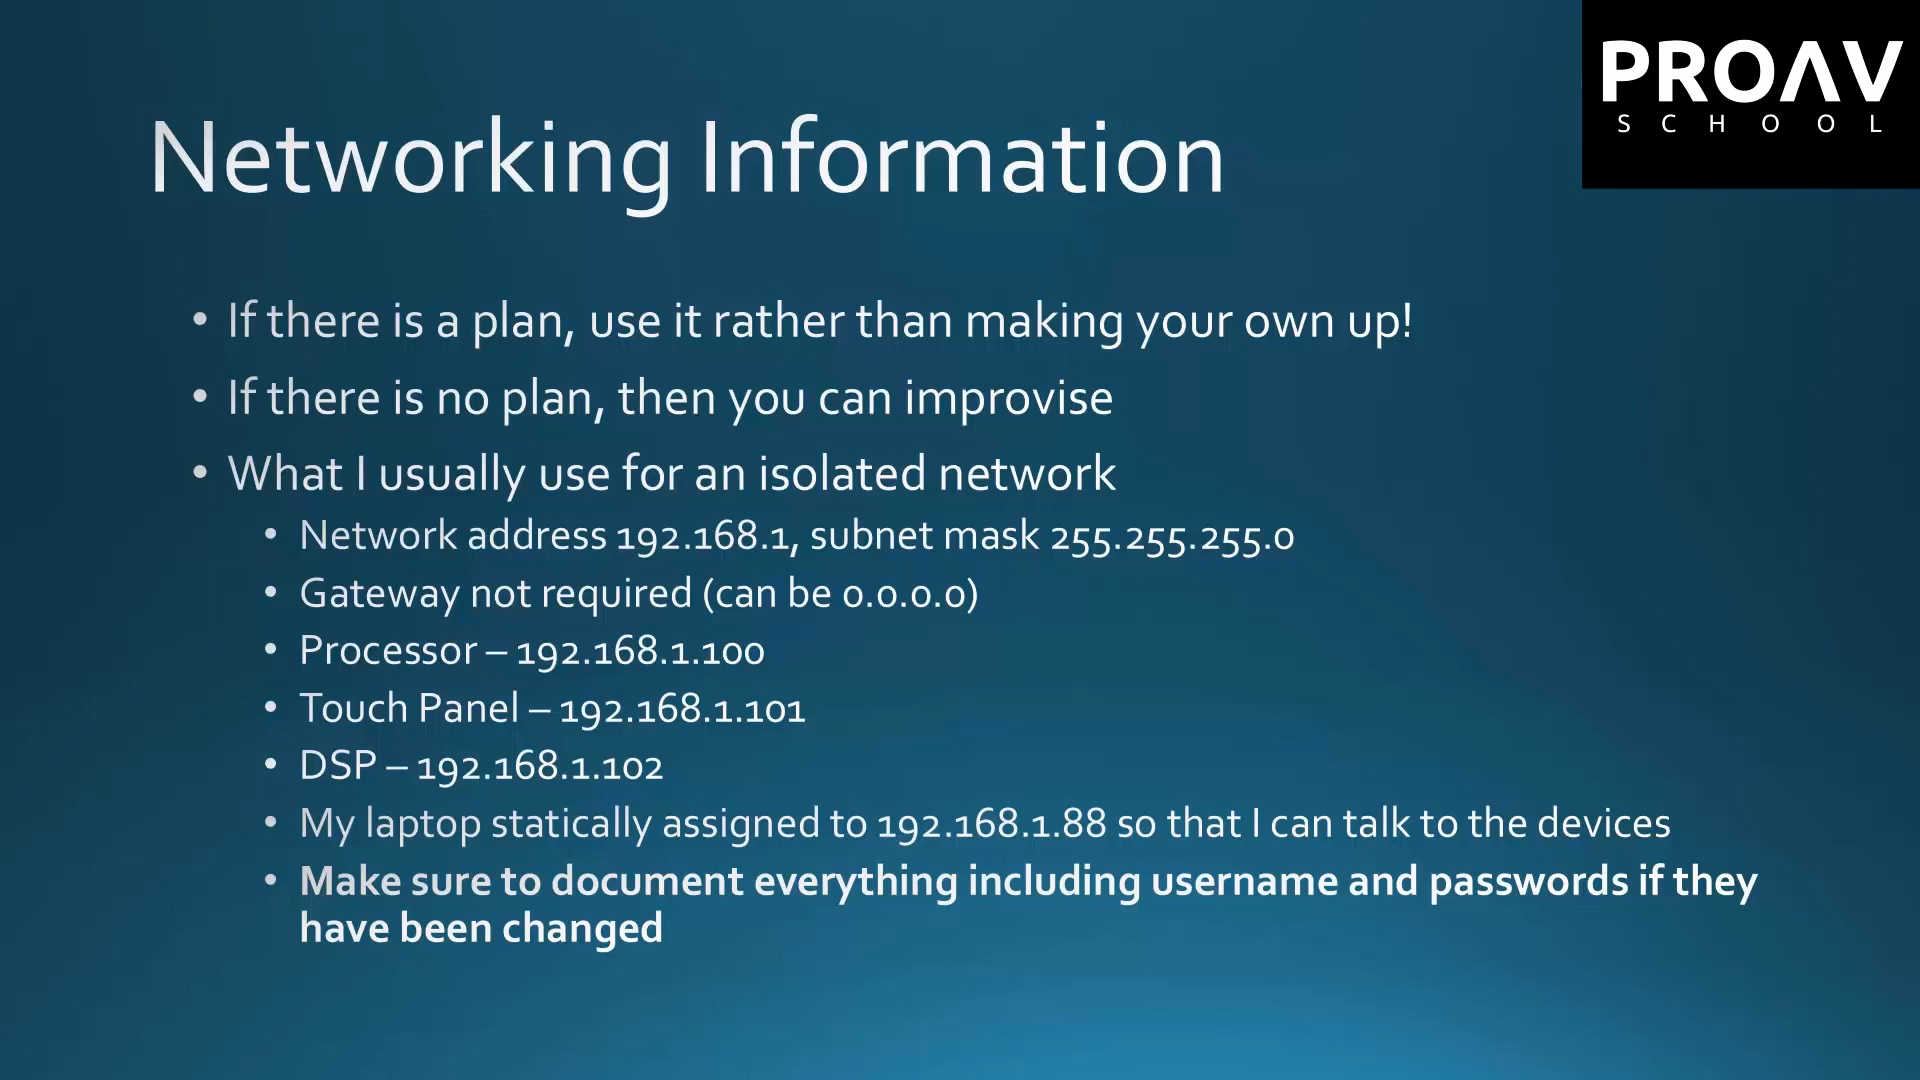 PROAV
SCHOOL
Networking Information
• If there is a plan, use it rather than making your own up!
• If there is no plan, then you can improvise
• What I usually use for an isolated network
• Network address 192.168.1, subnet mask 255.255.255.0
• Gateway not required (can be 0.0.0.0)
• Processor – 192.168.1.100
• Touch Panel – 192.168.1.101
• DSP – 192.168.1.102
• My laptop statically assigned to 192.168.1.88 so that I can talk to the devices
• Make sure to document everything including username and passwords if they
have been changed